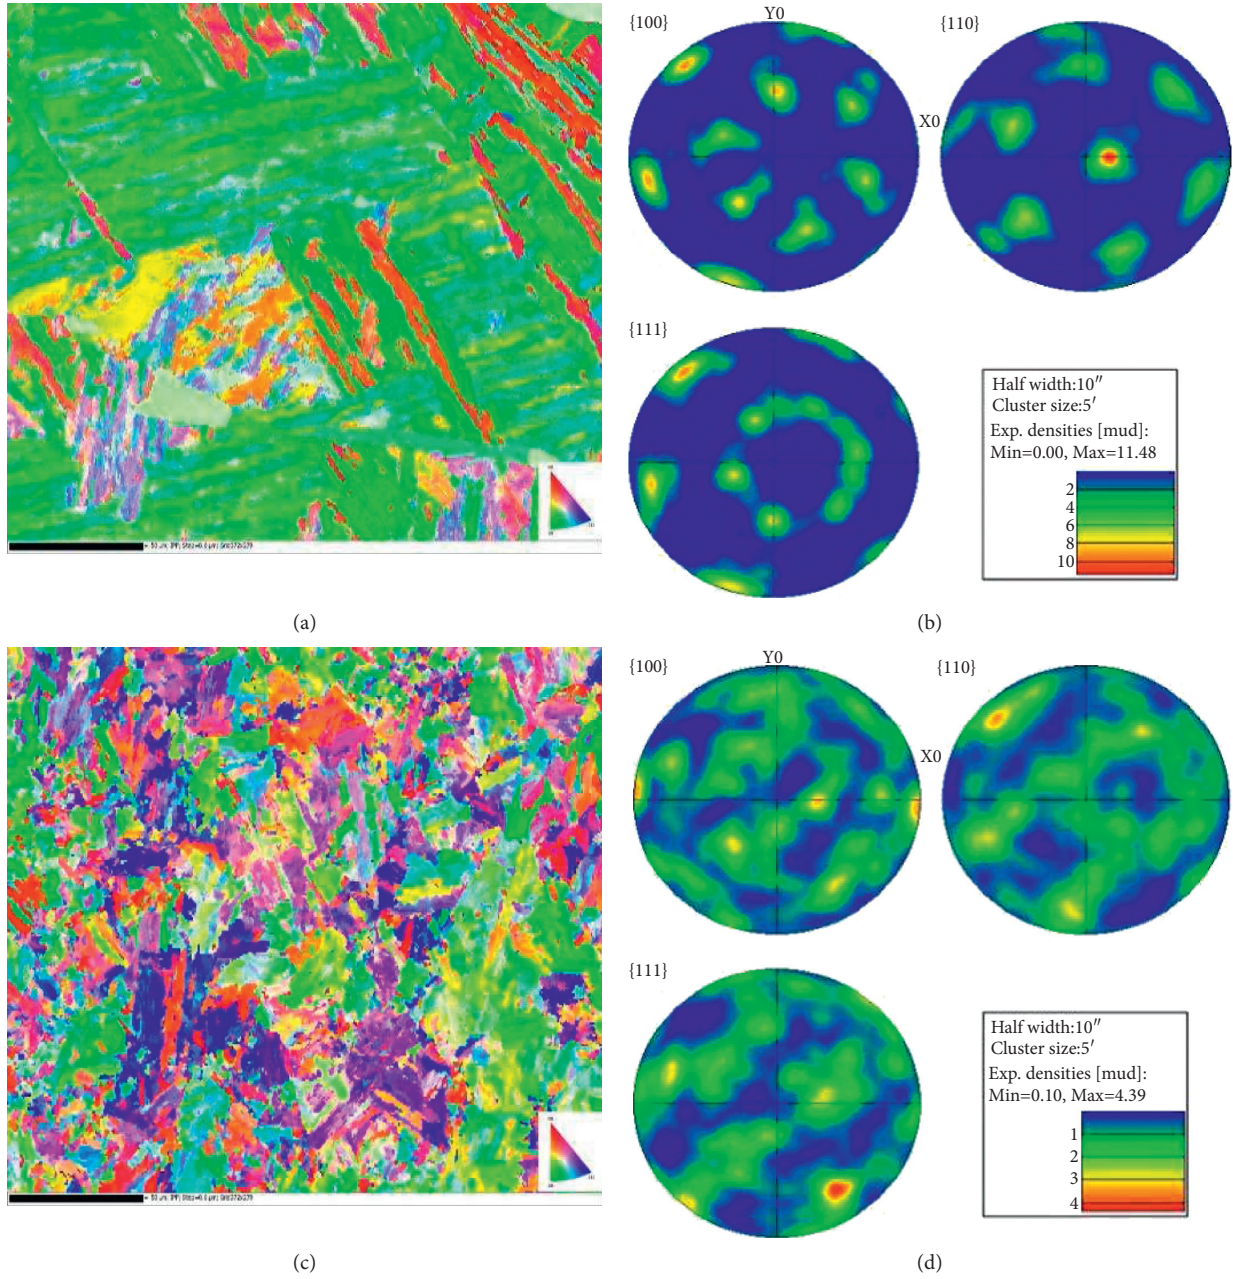 {100}
Y0
{110}
X0
{111}
Half width:10″
Cluster size:5′
Exp. densities [mud]:
Min=0.00, Max=11.48
2
4
6
8
10
(a)
(b)
{100}
Y0
{110}
X0
{111}
Half width:10″
Cluster size:5′
Exp. densities [mud]:
Min=0.10, Max=4.39
1
2
3
4
(c)
(d)